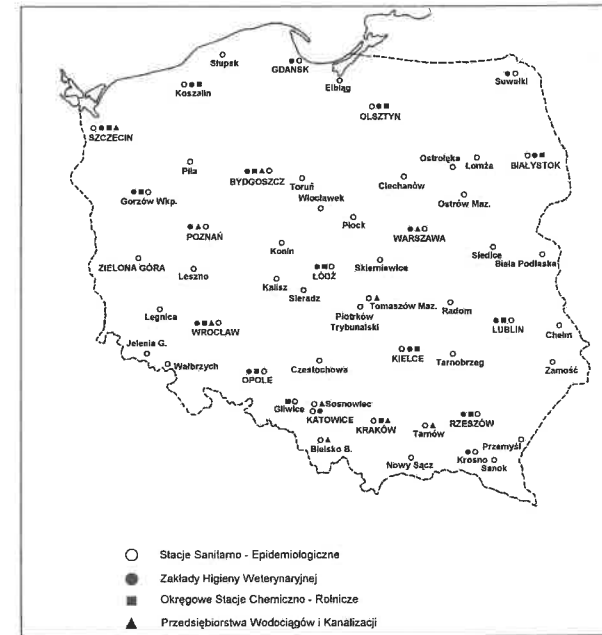 Słupsk
GDAŃSK
Elbląg
Suwałki
Koszalin
OLSZTYN
SZCZECIN
Ostrołęka
Łomża
BIAŁYSTOK
Piła
BYDGOSZCZ
Toruń
Ciechanów
Gorzów Wkp.
Włocławek
Ostrów Maz.
Płock
POZNAŃ
WARSZAWA
Konin
Siedlce
Biała Podlaska
ZIELONA GÓRA
Leszno
ŁÓDŹ
Skierniewice
Kalisz
Sieradz
Tomaszów Maz.
Piotrków
Trybunalski
Radom
Legnica
WROCŁAW
LUBLIN
Chełm
Jelenia G.
Wałbrzych
KIELCE
Tarnobrzeg
Zamość
OPOLE
Częstochowa
Gliwice
Sosnowiec
KATOWICE
KRAKÓW
Tarnów
RZESZÓW
Bielsko B.
Przemyśl
Nowy Sącz
Krosno
Sanok
Stacje Sanitarno - Epidemiologiczne
Zakłady Higieny Weterynaryjnej
Okręgowe Stacje Chemiczno - Rolnicze
Przedsiębiorstwa Wodociągów i Kanalizacji